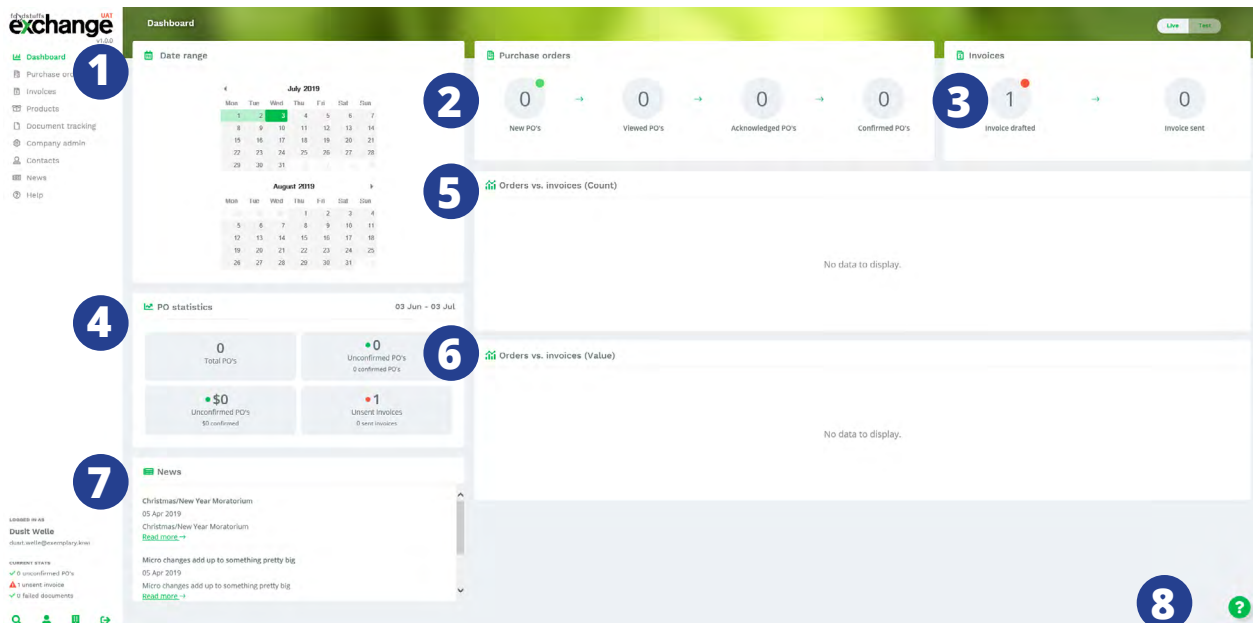 foodstuffs
UAT
exchange
v1.0.0
Dashboard
Purchase
Invoices
Products
Document tracking
Company admin
Contacts
News
Help
LOGGED IN AS
Dusit Welle
dusit.welle@exemplary.kiwi
CURRENT STATS
0 unconfirmed PO's
1 unsent invoice
0 failed documents
Dashboard
Live Test
1
Date range
July 2019
Mon Tue Wed Thu Fri Sat Sun
1 2 3 4 5 6 7
8 9 10 11 12 13 14
15 16 17 18 19 20 21
22 23 24 25 26 27 28
29 30 31
August 2019
Mon Tue Wed Thu Fri Sat Sun
1 2 3 4
5 6 7 8 9 10 11
12 13 14 15 16 17 18
19 20 21 22 23 24 25
26 27 28 29 30 31
2
Purchase orders
0 → 0 → 0 → 0
New PO's Viewed PO's Acknowledged PO's Confirmed PO's
3
Invoices
1 → 0
Invoice drafted Invoice sent
4
PO statistics 03 Jun - 03 Jul
0
Total PO's
0
Unconfirmed PO's
0 confirmed PO's
$0
Unconfirmed PO's
$0 confirmed
1
Unsent Invoices
0 sent invoices
5
Orders vs. invoices (Count)
No data to display.
6
Orders vs. invoices (Value)
No data to display.
7
News
Christmas/New Year Moratorium
05 Apr 2019
Christmas/New Year Moratorium
Read more →
Micro changes add up to something pretty big
05 Apr 2019
Micro changes add up to something pretty big
Read more →
8
?